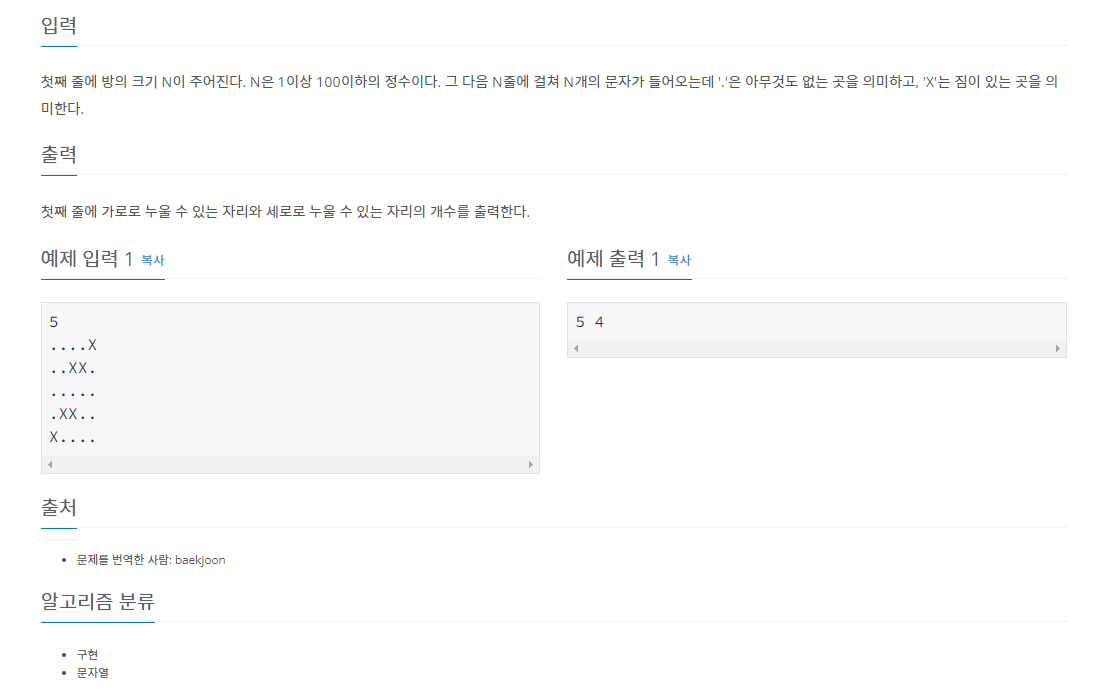 입력
첫째 줄에 방의 크기 N이 주어진다. N은 1이상 100이하의 정수이다. 그 다음 N줄에 걸쳐 N개의 문자가 들어오는데 '.'은 아무것도 없는 곳을 의미하고, 'X'는 짐이 있는 곳을 의
미한다.
출력
첫째 줄에 가로로 누울 수 있는 자리와 세로로 누울 수 있는 자리의 개수를 출력한다.
예제 입력 1 복사
5
....X
..XX.
.....
.XX..
X....
예제 출력 1 복사
5 4
출처
문제를 번역한 사람: baekjoon
알고리즘 분류
구현
문자열